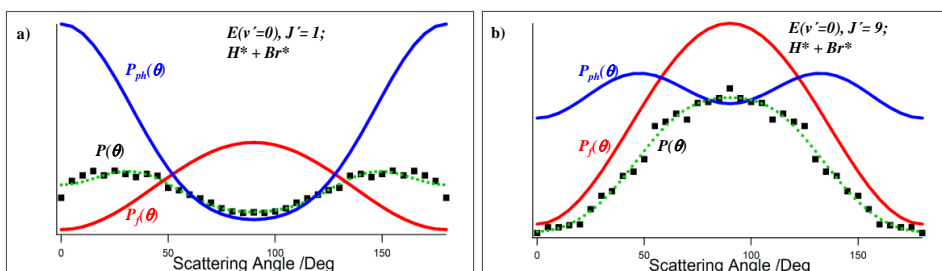 a)
E(v´=0), J´= 1;
H* + Br*
P_ph(θ)
P(θ)
P_f(θ)
0
50
100
150
Scattering Angle /Deg
b)
E(v´=0), J´= 9;
H* + Br*
P_ph(θ)
P_f(θ)
P(θ)
0
50
100
150
Scattering Angle /Deg